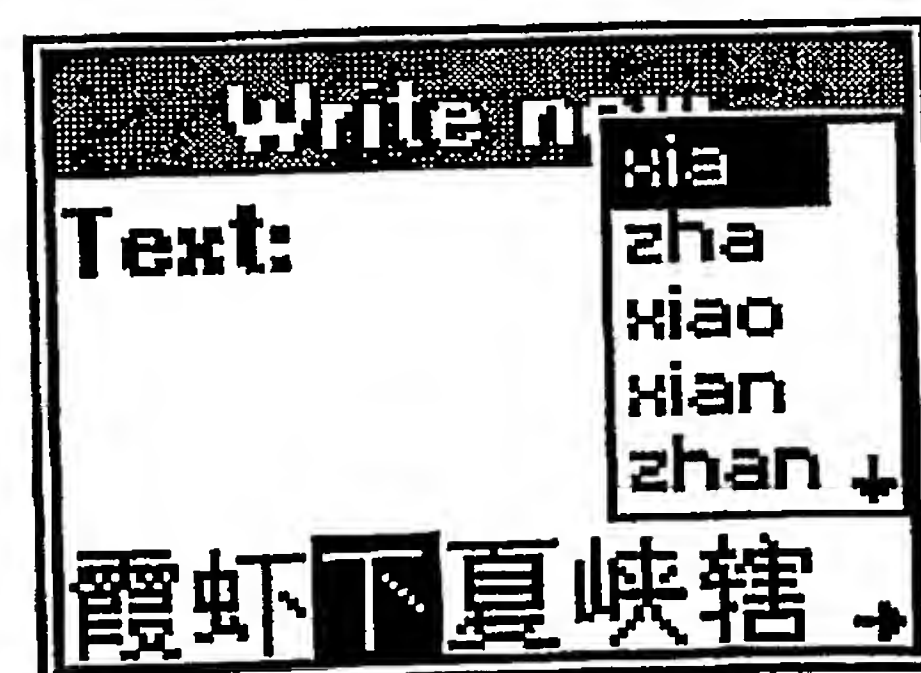 Write
xia
zha
Text:
xiao
xian
zhan
霞 虾 下 夏 峡 辖